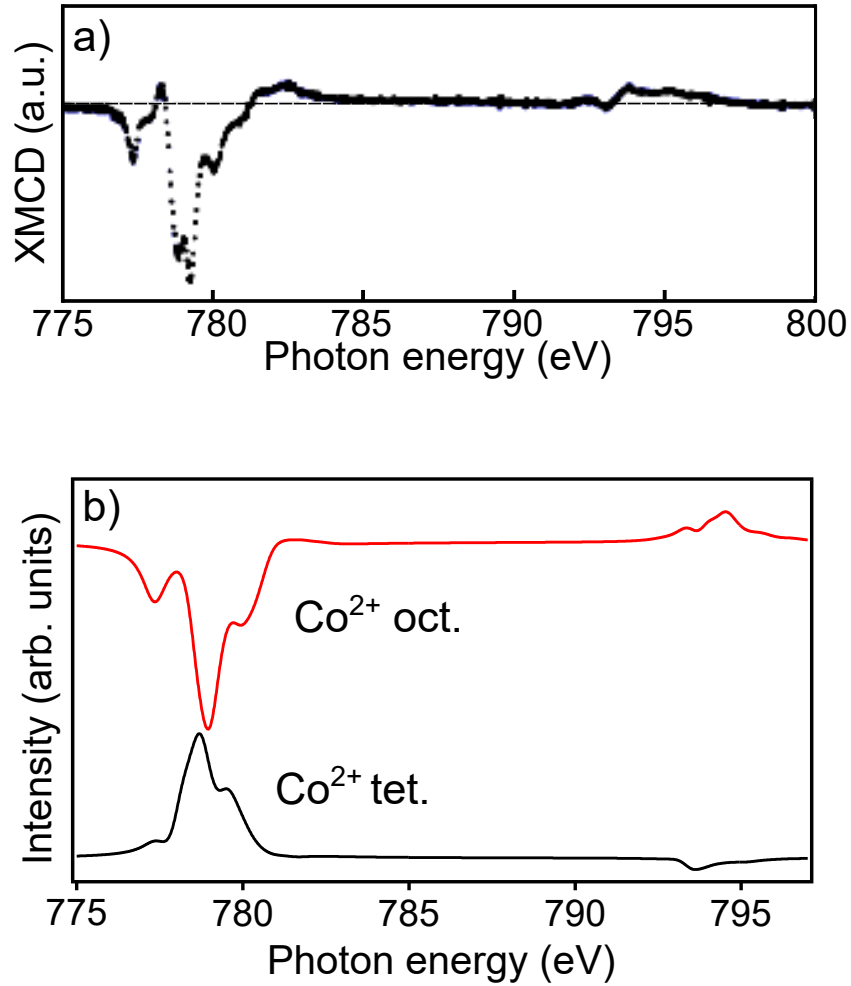 a)
XMCD (a.u.)
775 780 785 790 795 800
Photon energy (eV)
b)
Intensity (arb. units)
Co²⁺ oct.
Co²⁺ tet.
775 780 785 790 795
Photon energy (eV)